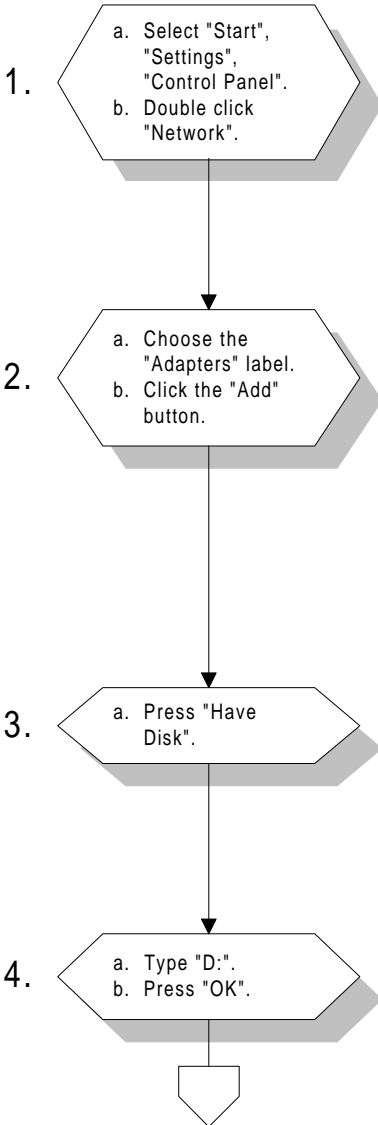 1.
a. Select "Start",
"Settings",
"Control Panel".
b. Double click
"Network".
2.
a. Choose the
"Adapters" label.
b. Click the "Add"
button.
3.
a. Press "Have
Disk".
4.
a. Type "D:".
b. Press "OK".